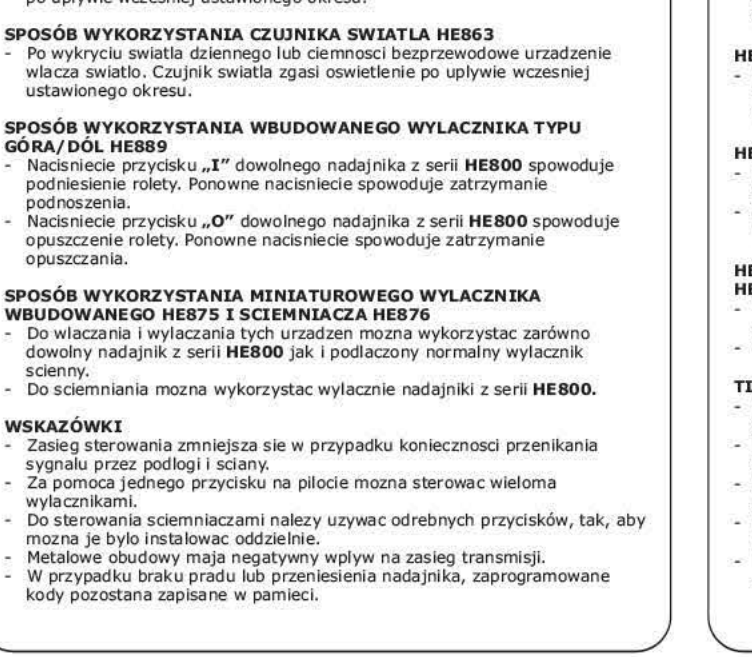 po uplywie wczesniej ustawionego okresu.
SPOSÓB WYKORZYSTANIA CZUJNIKA SWIATLA HE863
- Po wykryciu swiatla dziennego lub ciemnosci bezprzewodowe urzadzenie
wlacza swiatlo. Czujnik swiatla zgasi oswietlenie po uplywie wczesniej
ustawionego okresu.
SPOSÓB WYKORZYSTANIA WBUDOWANEGO WYLACZNIKA TYPU
GÓRA/DÓL HE889
- Nacisniecie przycisku „I” dowolnego nadajnika z serii HE800 spowoduje
podniesienie rolety. Ponowne nacisniecie spowoduje zatrzymanie
podnoszenia.
- Nacisniecie przycisku „O” dowolnego nadajnika z serii HE800 spowoduje
opuszczenie rolety. Ponowne nacisniecie spowoduje zatrzymanie
opuszczania.
SPOSÓB WYKORZYSTANIA MINIATUROWEGO WYLACZNIKA
WBUDOWANEGO HE875 I SCIEMNIACZA HE876
- Do wlaczania i wylaczania tych urzadzen mozna wykorzystac zarówno
dowolny nadajnik z serii HE800 jak i podlaczony normalny wylacznik
scienny.
- Do sciemniania mozna wykorzystac wylacznie nadajniki z serii HE800.
WSKAZÓWKI
- Zasieg sterowania zmniejsza sie w przypadku koniecznosci przenikania
sygnalu przez podlogi i sciany.
- Za pomoca jednego przycisku na pilocie mozna sterowac wieloma
wylacznikami.
- Do sterowania sciemniaczami nalezy uzywac odrebnych przycisków, tak, aby
mozna je bylo instalowac oddzielnie.
- Metalowe obudowy maja negatywny wplyw na zasieg transmisji.
- W przypadku braku pradu lub przeniesienia nadajnika, zaprogramowane
kody pozostana zapisane w pamieci.